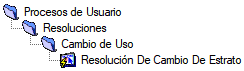 Procesos de Usuario
Resoluciones
Cambio de Uso
Resolución De Cambio De Estrato